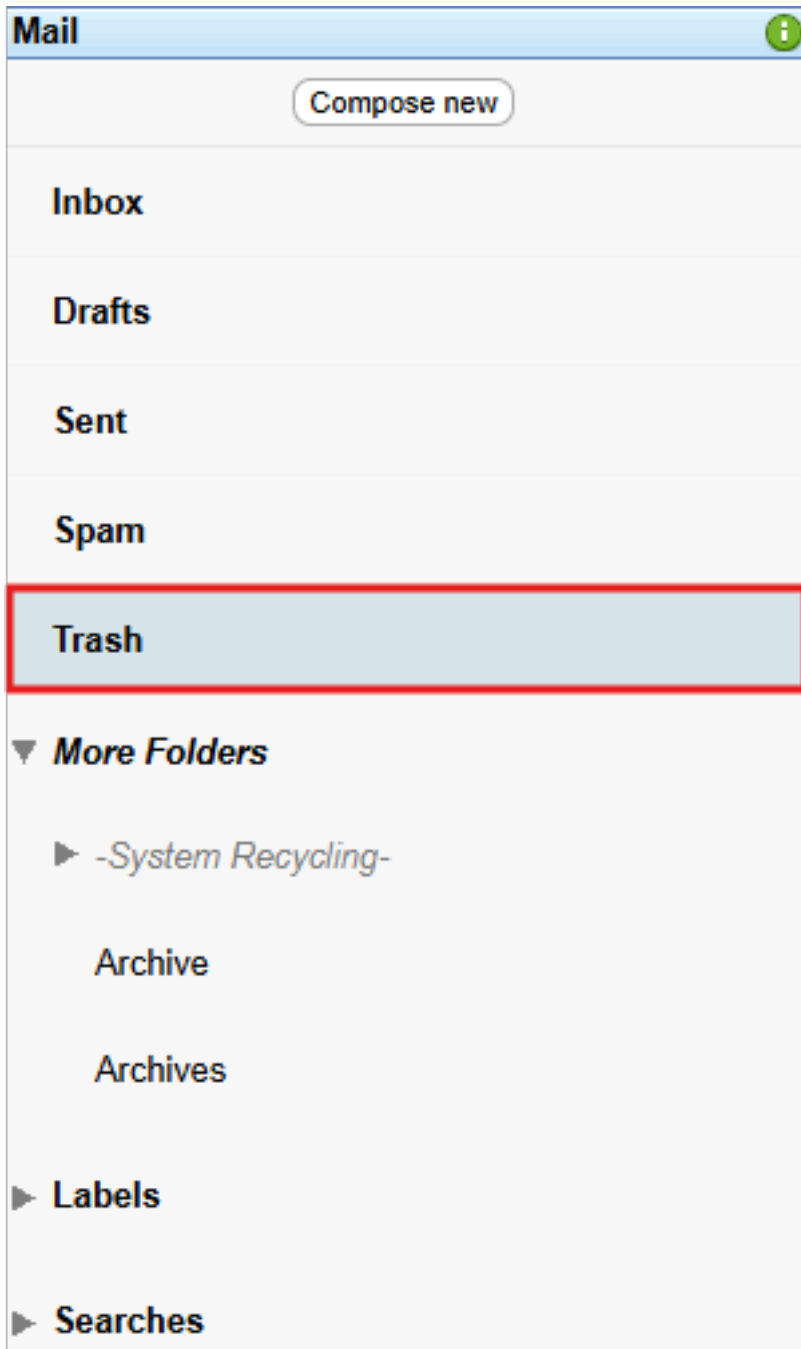 Mail
Compose new
Inbox
Drafts
Sent
Spam
Trash
More Folders
-System Recycling-
Archive
Archives
Labels
Searches